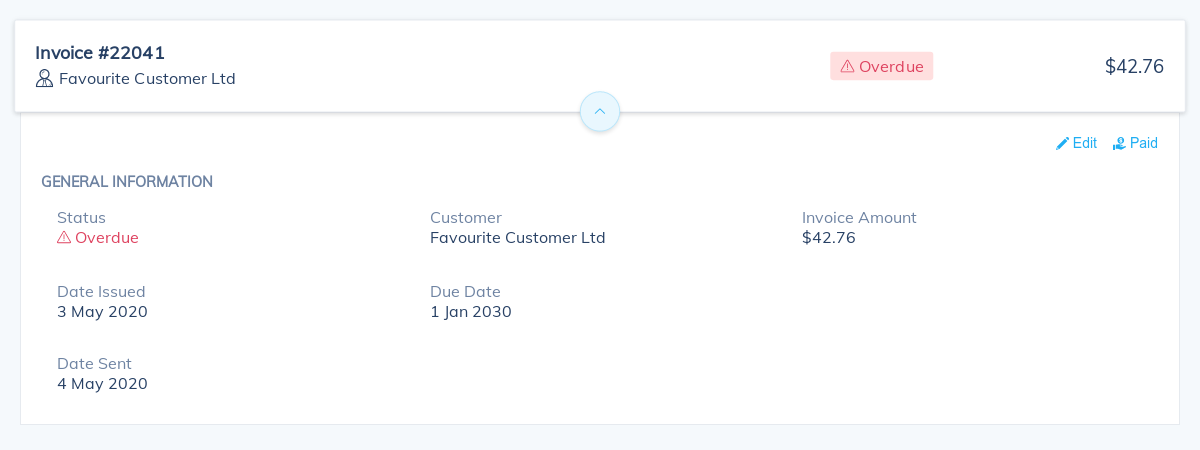 Invoice #22041
Favourite Customer Ltd
Overdue
$42.76
Edit
Paid
GENERAL INFORMATION
Status
Overdue
Customer
Favourite Customer Ltd
Invoice Amount
$42.76
Date Issued
3 May 2020
Due Date
1 Jan 2030
Date Sent
4 May 2020